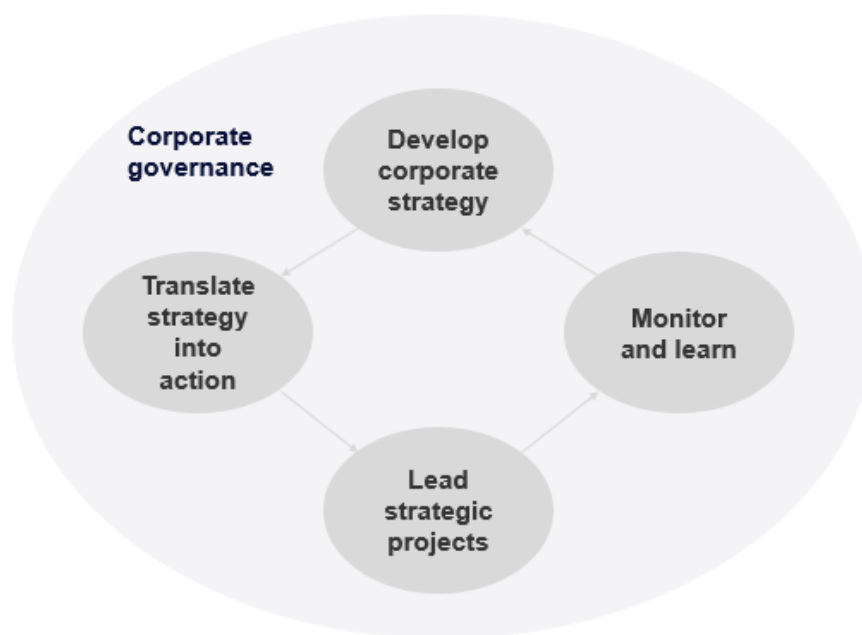 Corporate
governance
Develop
corporate
strategy
Translate
strategy
into
action
Monitor
and learn
Lead
strategic
projects